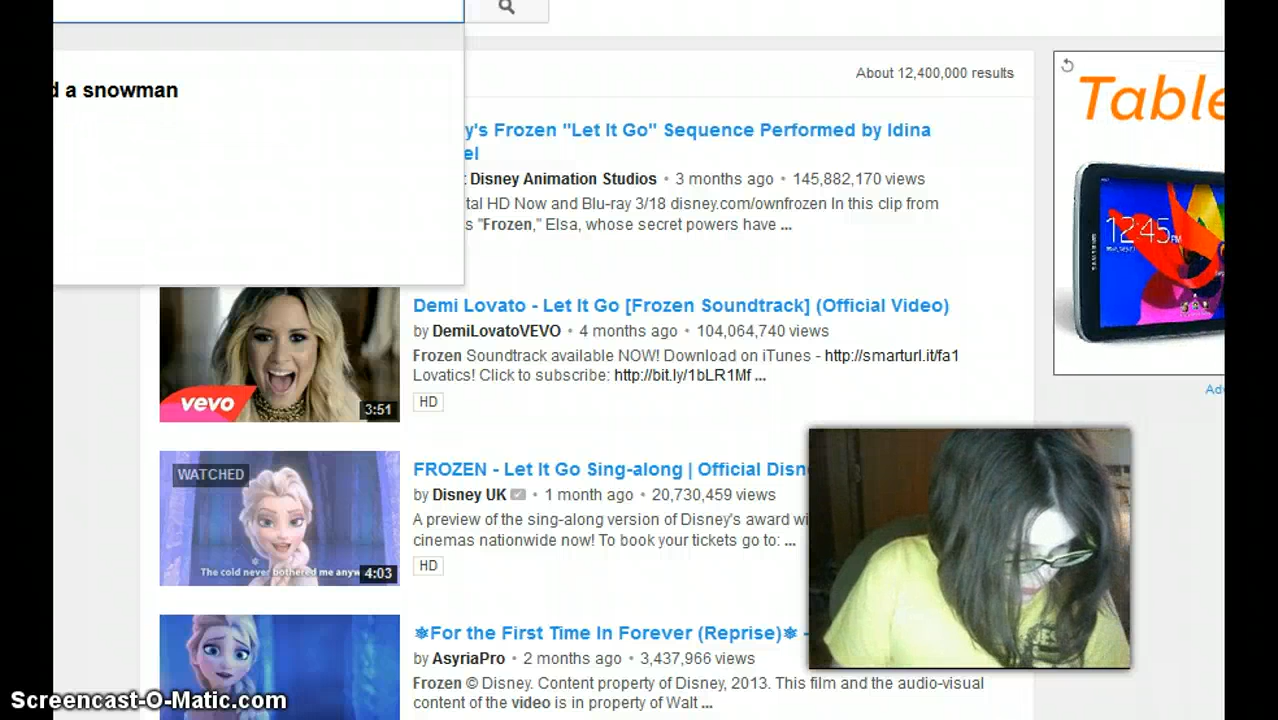 About 12,400,000 results
d a snowman
y's Frozen "Let It Go" Sequence Performed by Idina
el
Disney Animation Studios • 3 months ago • 145,882,170 views
tal HD Now and Blu-ray 3/18 disney.com/ownfrozen In this clip from
s "Frozen," Elsa, whose secret powers have ...
Table
12:45
SAMSUNG
Demi Lovato - Let It Go [Frozen Soundtrack] (Official Video)
by DemiLovatoVEVO • 4 months ago • 104,064,740 views
Frozen Soundtrack available NOW! Download on iTunes - http://smarturl.it/fa1
Lovatics! Click to subscribe: http://bit.ly/1bLR1Mf ...
HD
vevo
3:51
WATCHED
The cold never bothered me anyw
4:03
FROZEN - Let It Go Sing-along | Official Disn
by Disney UK • 1 month ago • 20,730,459 views
A preview of the sing-along version of Disney's award wi
cinemas nationwide now! To book your tickets go to: ...
HD
❄For the First Time In Forever (Reprise)❄ -
by AsyriaPro • 2 months ago • 3,437,966 views
Frozen © Disney. Content property of Disney, 2013. This film and the audio-visual
content of the video is in property of Walt ...
Screencast-O-Matic.com